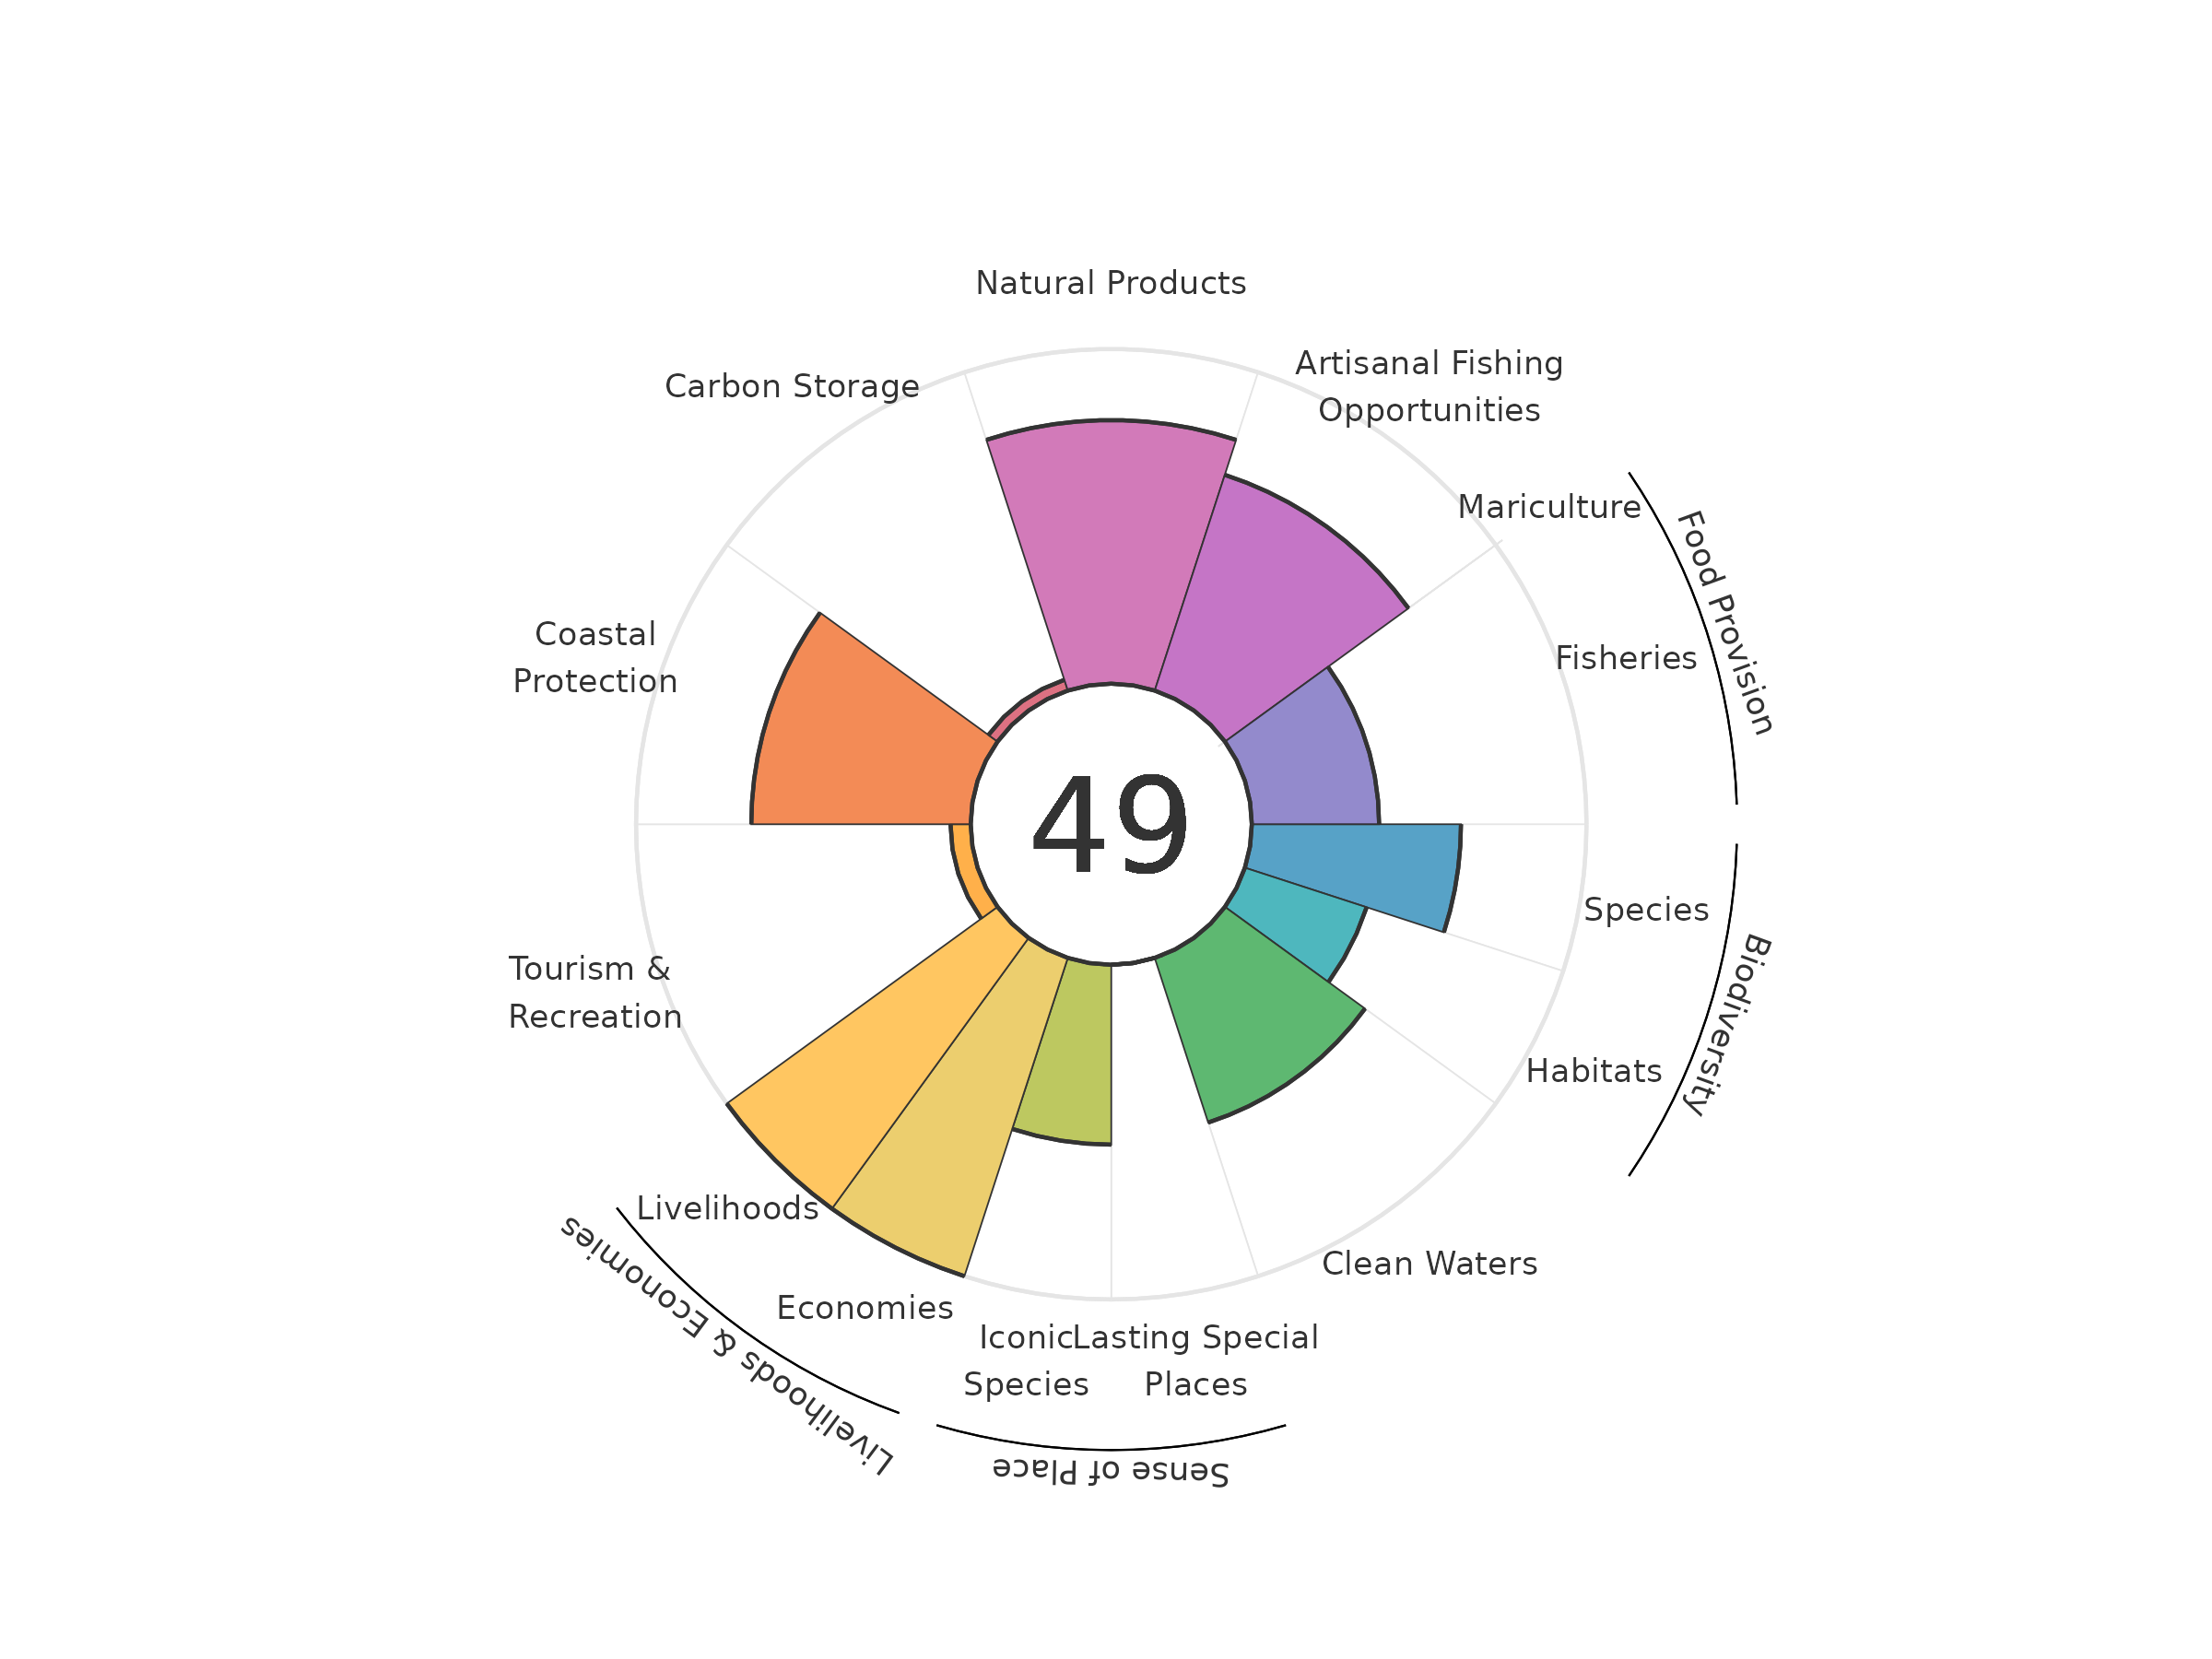 Natural Products
Carbon Storage
Artisanal Fishing
Opportunities
Mariculture
Food Provision
Fisheries
Coastal
Protection
49
Species
Biodiversity
Tourism &
Recreation
Habitats
Livelihoods
Livelihoods & Economies
Clean Waters
Economies
Iconic
Species
Lasting Special
Places
Sense of Place